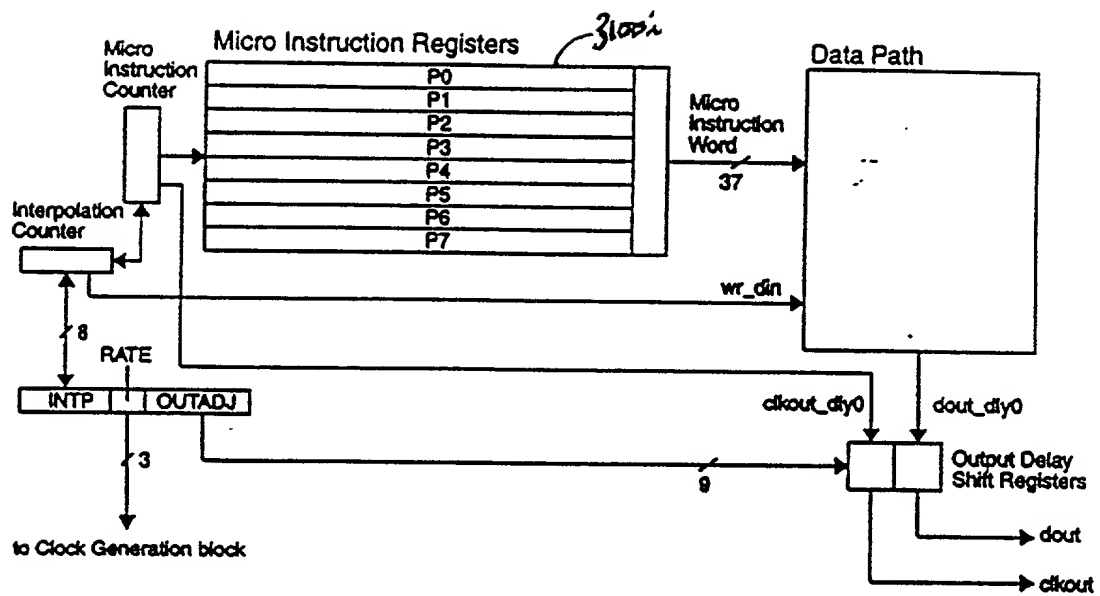 Micro Instruction Registers
Micro
Instruction
Counter
P0
P1
P2
P3
P4
P5
P6
P7
Data Path
Micro
Instruction
Word
37
Interpolation
Counter
wr_din
8
RATE
INTP
OUTADJ
clkout_dly0
dout_dly0
3
9
Output Delay
Shift Registers
to Clock Generation block
dout
clkout